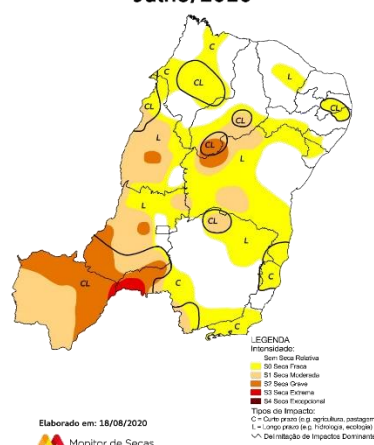 Julho/2020
C
C
CL
L
CL
CL
CL
L
CL
L
L
L
CL
C
CL
C
C
LEGENDA
Intensidade:
Sem Seca Relativa
S0 Seca Fraca
S1 Seca Moderada
S2 Seca Grave
S3 Seca Extrema
S4 Seca Excepcional
Tipos de Impacto:
C = Curto prazo (e.g. agricultura, pastagem)
L = Longo prazo (e.g. hidrologia, ecologia)
Delimitação de Impactos Dominantes
Elaborado em: 18/08/2020
Monitor de Secas